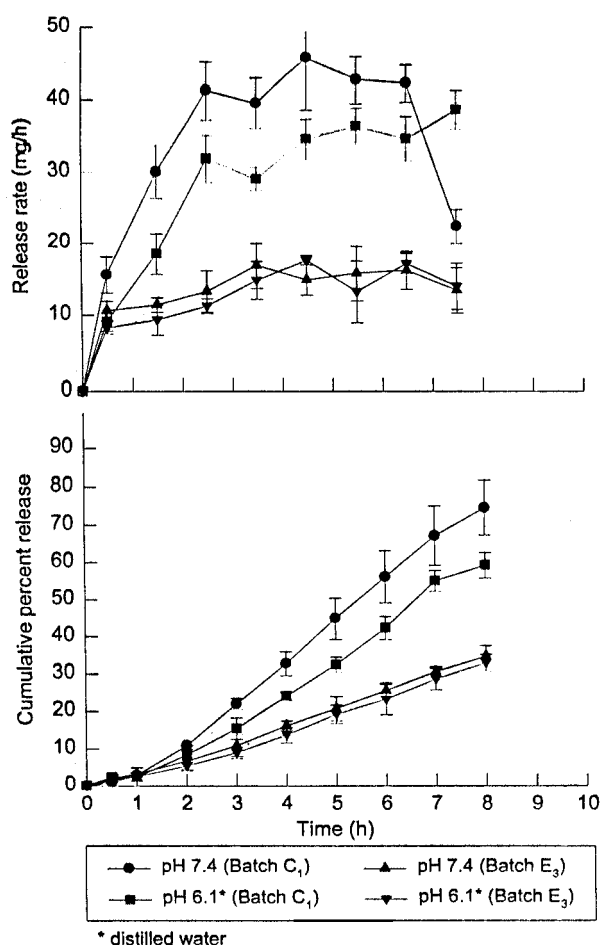 50
40
30
20
10
0
Release rate (mg/h)
90
80
70
60
50
40
30
20
10
0
Cumulative percent release
0 1 2 3 4 5 6 7 8 9 10
Time (h)
pH 7.4 (Batch C₁) pH 7.4 (Batch E₃)
pH 6.1* (Batch C₁) pH 6.1* (Batch E₃)
* distilled water